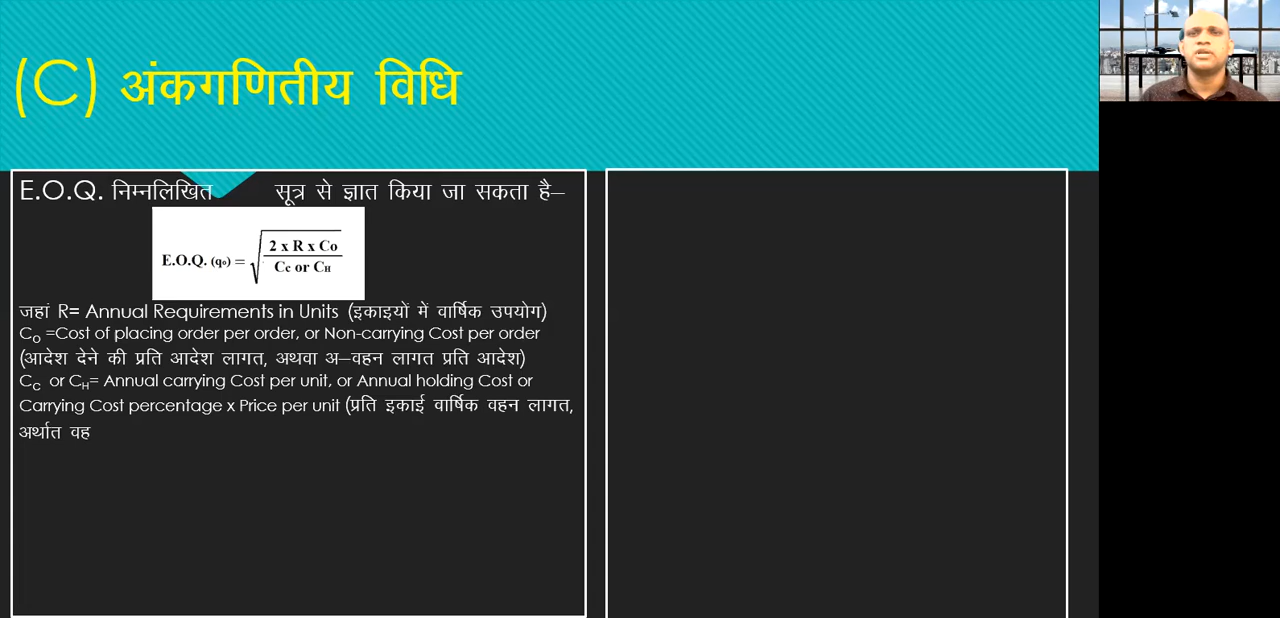 (C) अंकगणितीय विधि
E.O.Q. निम्नलिखित सूत्र से ज्ञात किया जा सकता है–
E.O.Q. (q₀) = √(2 x R x Co / Cc or CH)
जहां R= Annual Requirements in Units (इकाइयों में वार्षिक उपयोग)
CO =Cost of placing order per order, or Non-carrying Cost per order
(आदेश देने की प्रति आदेश लागत, अथवा अ–वहन लागत प्रति आदेश)
CC or CH= Annual carrying Cost per unit, or Annual holding Cost or
Carrying Cost percentage x Price per unit (प्रति इकाई वार्षिक वहन लागत,
अर्थात वह